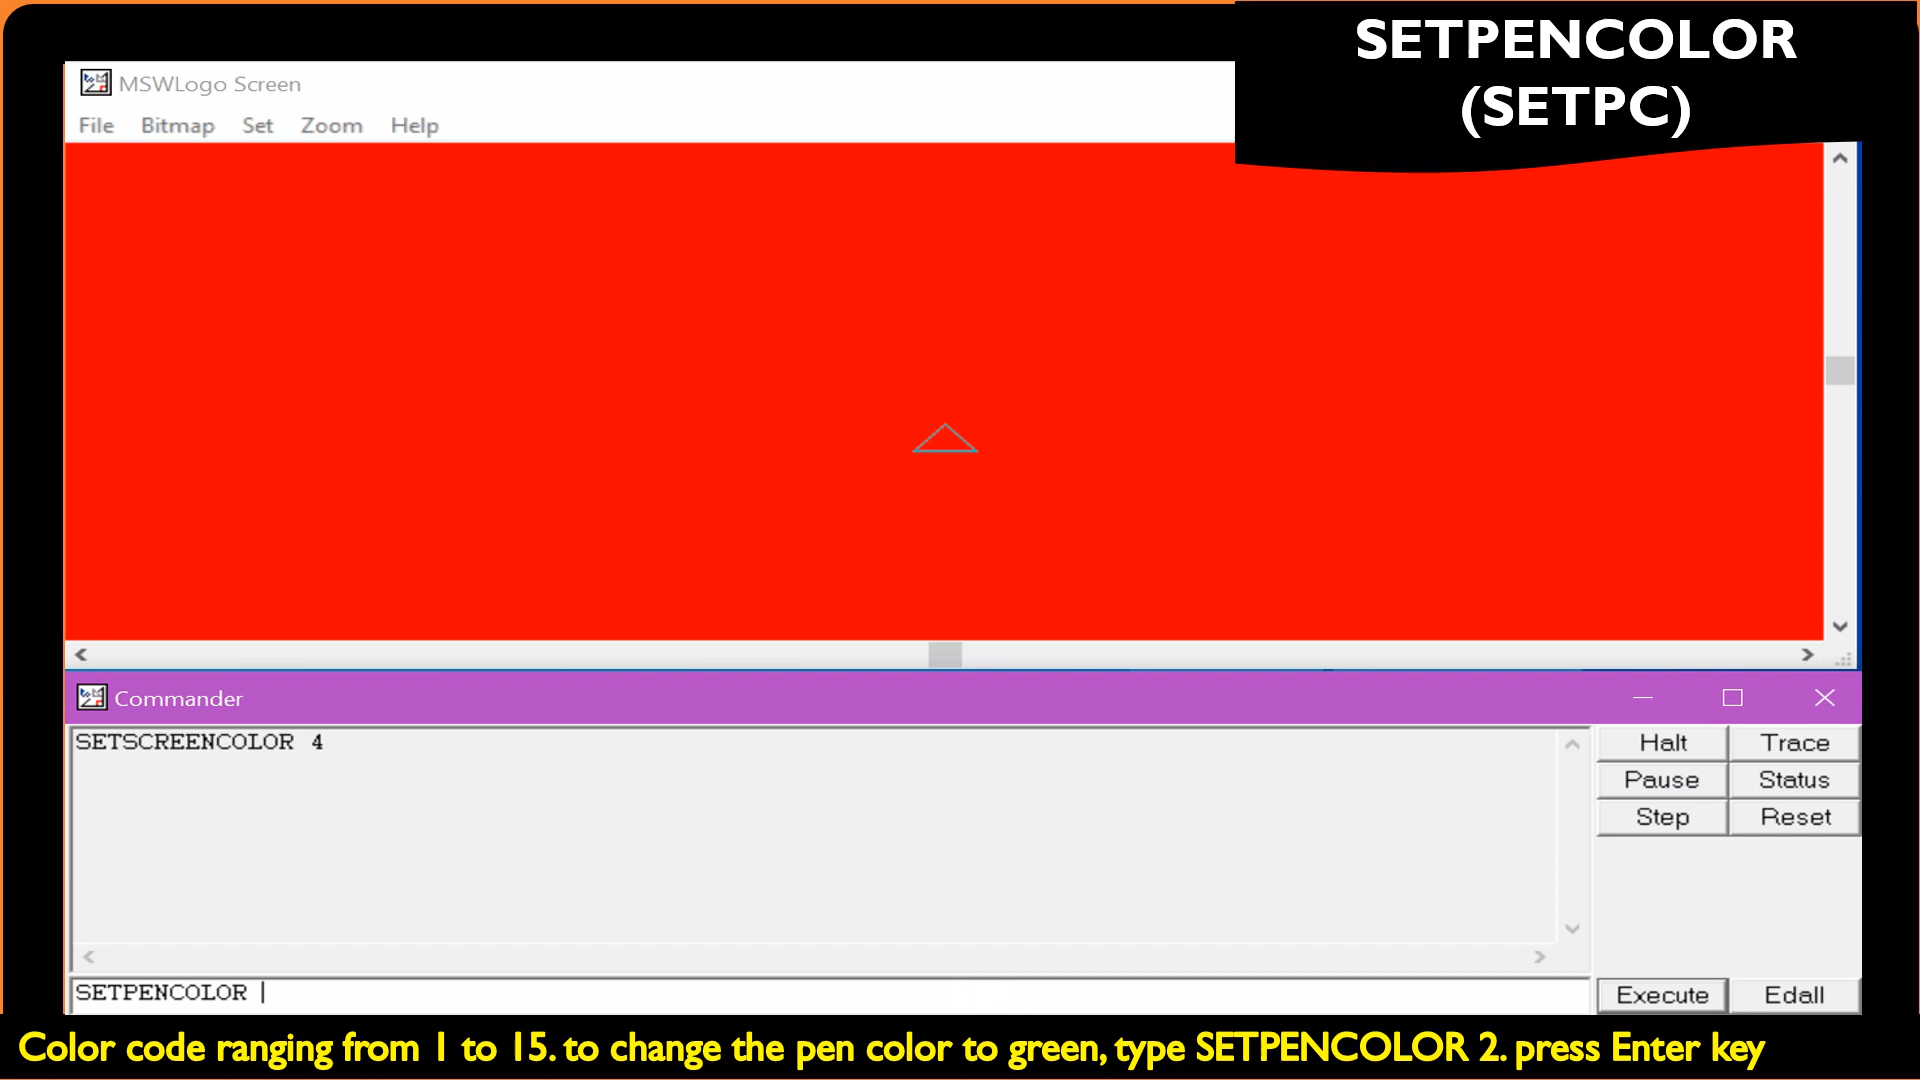 SETPENCOLOR
(SETPC)
MSWLogo Screen
File Bitmap Set Zoom Help
Commander
SETSCREENCOLOR 4
Halt Trace
Pause Status
Step Reset
SETPENCOLOR
Execute Edall
Color code ranging from 1 to 15. to change the pen color to green, type SETPENCOLOR 2. press Enter key